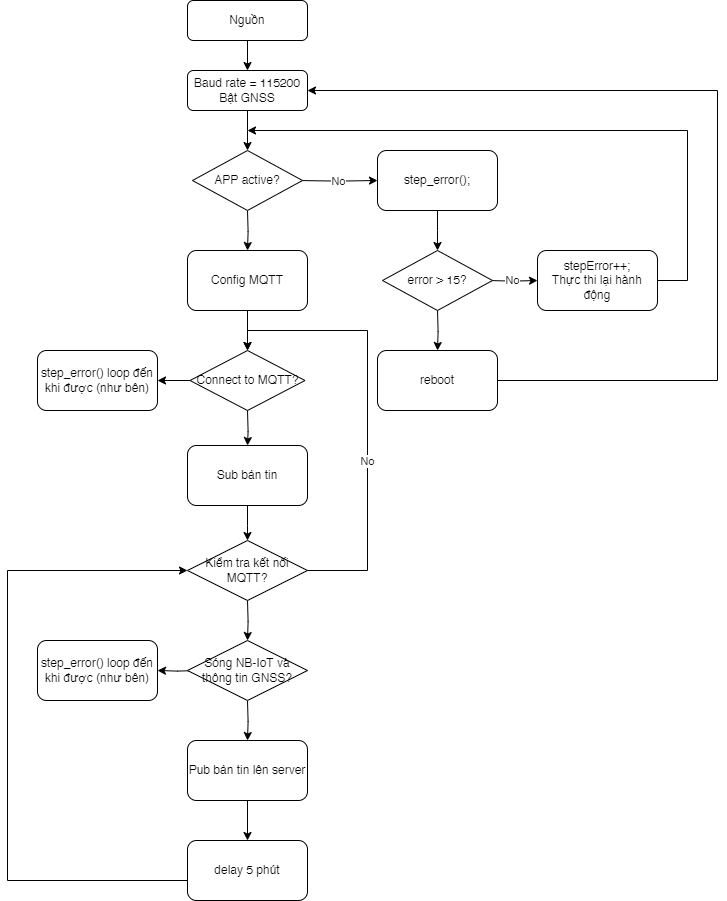 Nguồn
Baud rate = 115200
Bật GNSS
APP active?
No
step_error();
Config MQTT
error > 15?
No
stepError++;
Thực thi lại hành
động
step_error() loop đến
khi được (như bên)
Connect to MQTT?
reboot
Sub bản tin
No
Kiểm tra kết nối
MQTT?
step_error() loop đến
khi được (như bên)
Sóng NB-IoT và
thông tin GNSS?
Pub bản tin lên server
delay 5 phút